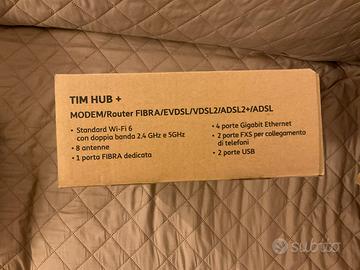 TIM HUB +
MODEM/Router FIBRA/EVDSL/VDSL2/ADSL2+/ADSL
• Standard Wi-Fi 6
con doppia banda 2,4 GHz e 5GHz
• 8 antenne
• 1 porta FIBRA dedicata
• 4 porte Gigabit Ethernet
• 2 porte FXS per collegamento
di telefoni
• 2 porte USB
subito